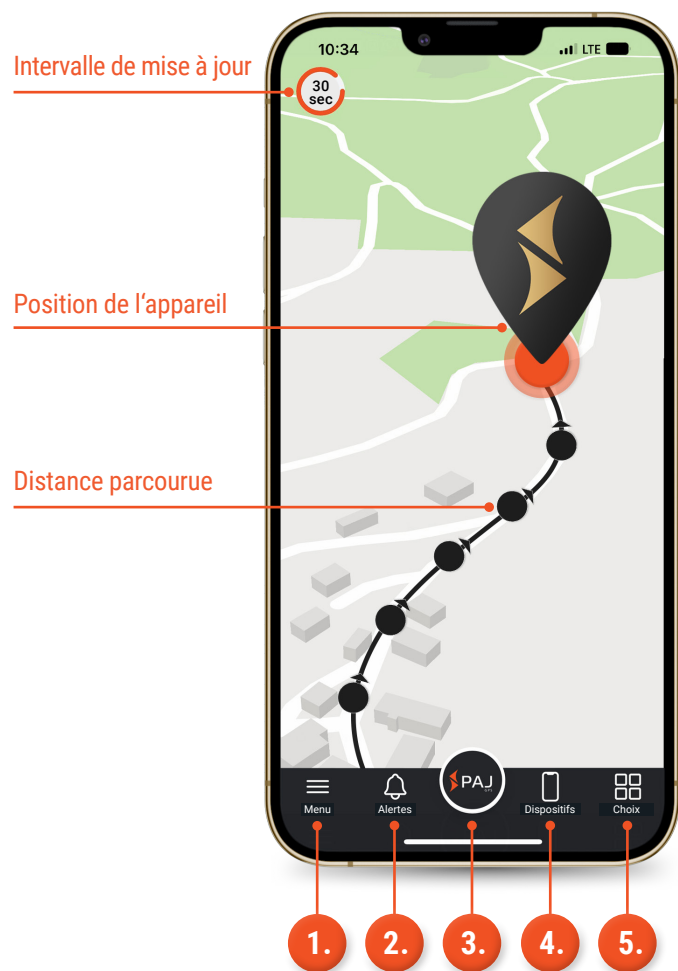 10:34
LTE
Intervalle de mise à jour
30
sec
Position de l‘appareil
Distance parcourue
PAJ
Menu
Alertes
Dispositifs
Choix
1.
2.
3.
4.
5.